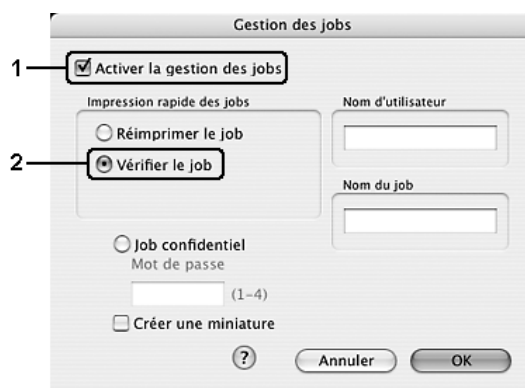 Gestion des jobs
1
Activer la gestion des jobs
Impression rapide des jobs
Réimprimer le job
2
Vérifier le job
Nom d'utilisateur
Nom du job
Job confidentiel
Mot de passe
(1-4)
Créer une miniature
?
Annuler
OK